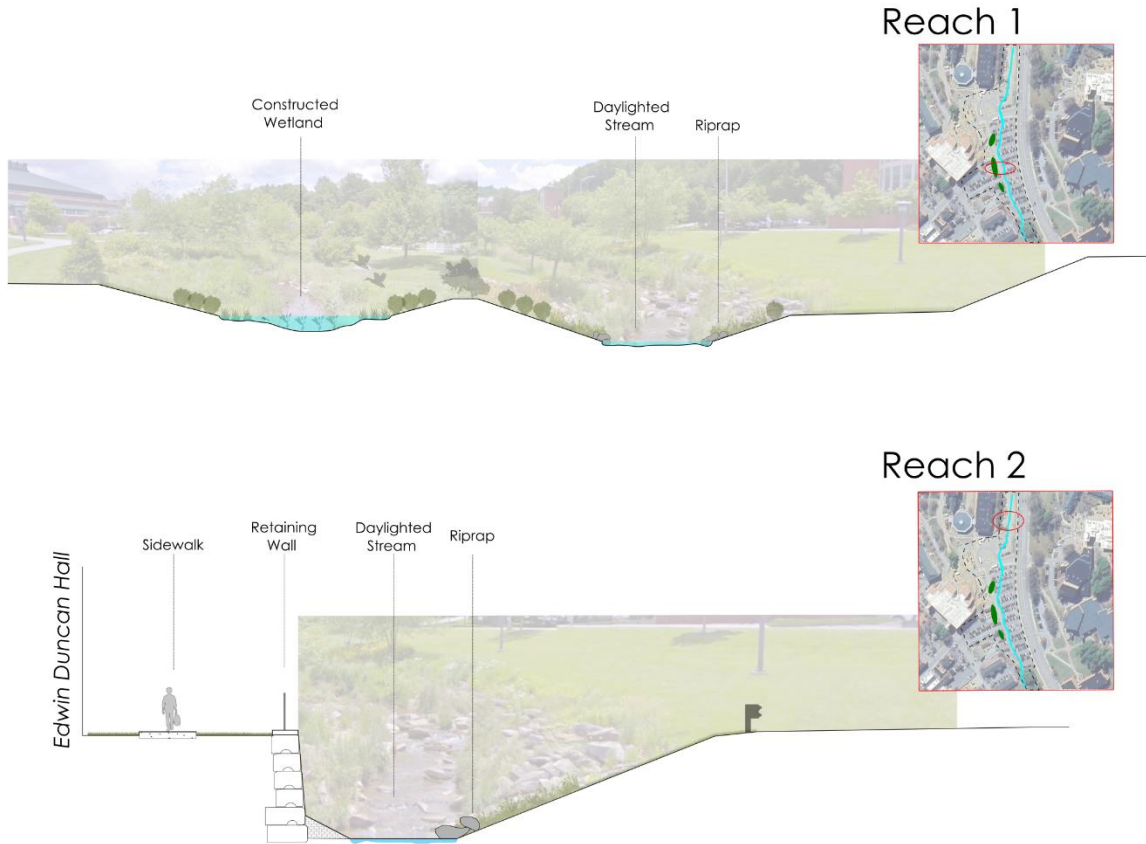 Reach 1
Constructed
Wetland
Daylighted
Stream
Riprap
Reach 2
Edwin Duncan Hall
Sidewalk
Retaining
Wall
Daylighted
Stream
Riprap